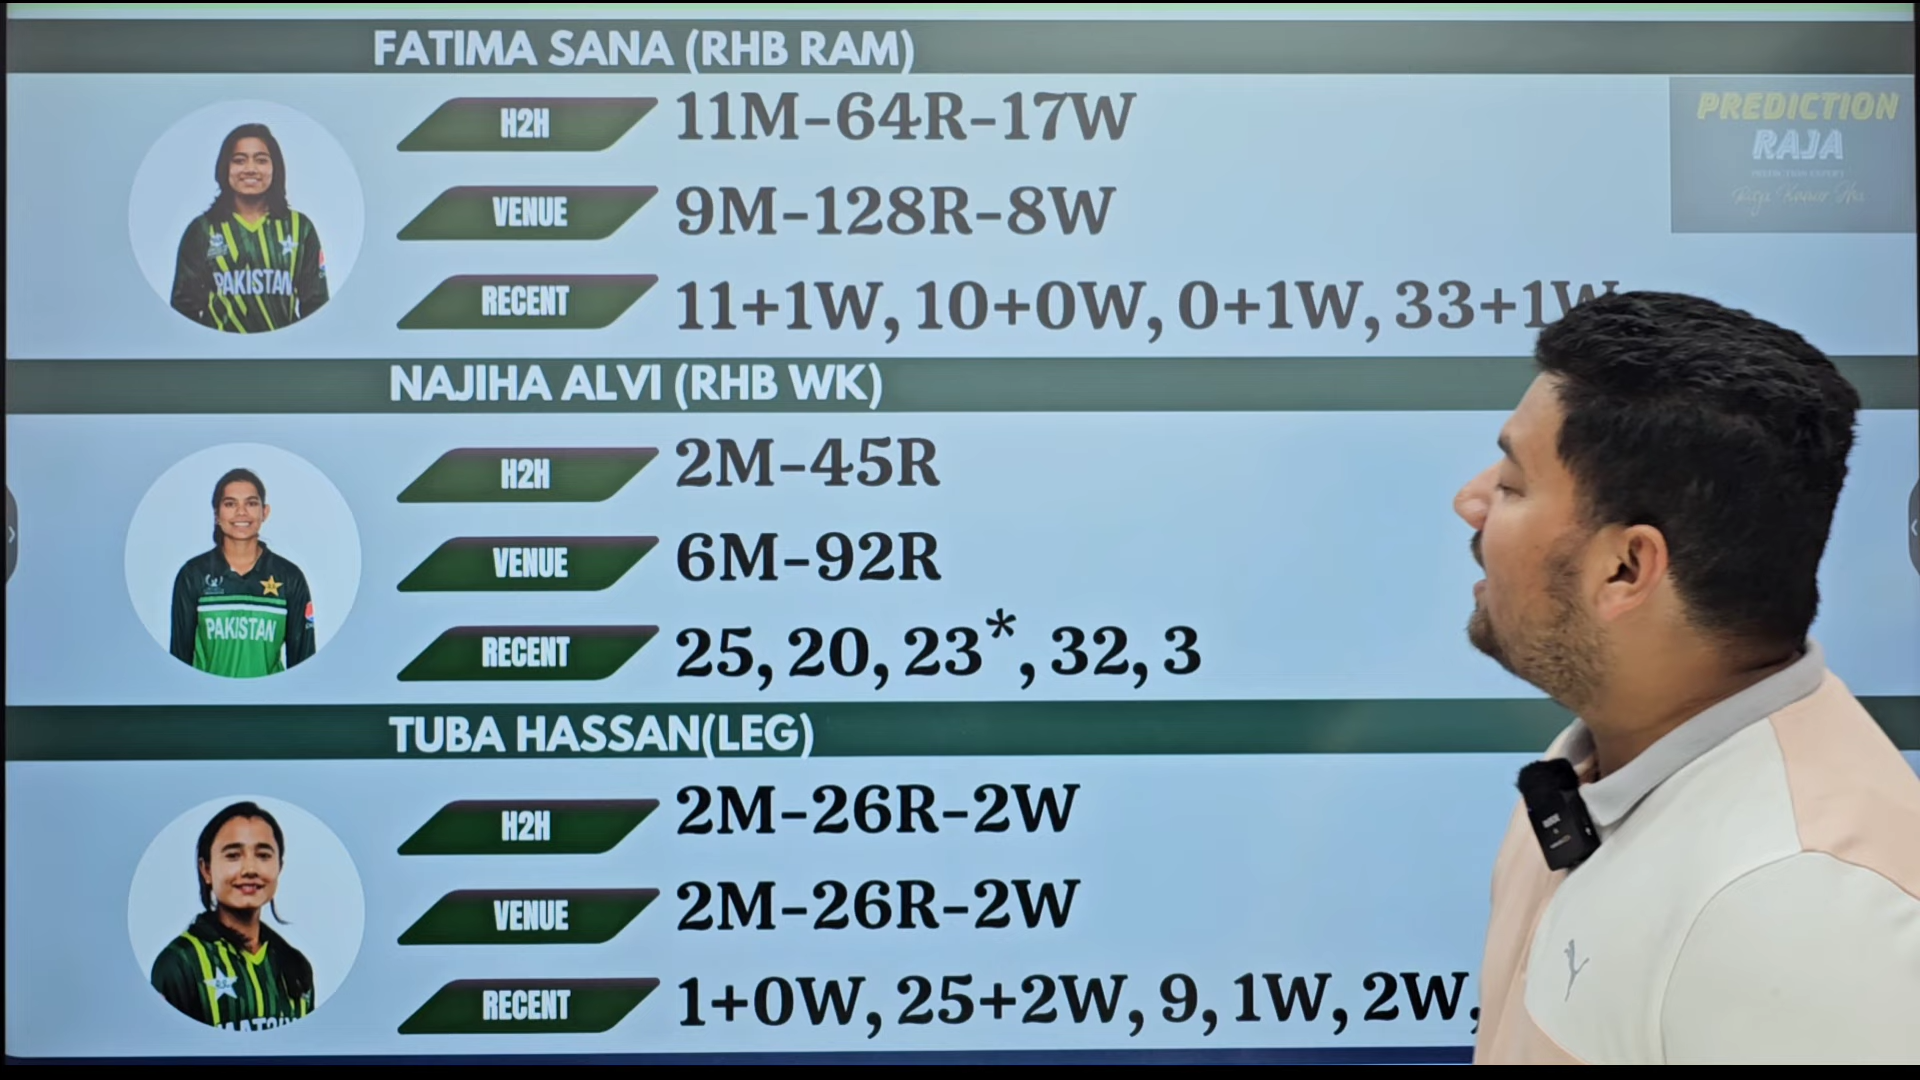 FATIMA SANA (RHB RAM)
H2H 11M-64R-17W
VENUE 9M-128R-8W
RECENT 11+1W, 10+0W, 0+1W, 33+1W
PREDICTION
RAJA
PREDICTION EXPERT
PAKISTAN
NAJIHA ALVI (RHB WK)
H2H 2M-45R
VENUE 6M-92R
RECENT 25, 20, 23*, 32, 3
PAKISTAN
TUBA HASSAN(LEG)
H2H 2M-26R-2W
VENUE 2M-26R-2W
RECENT 1+0W, 25+2W, 9, 1W, 2W,